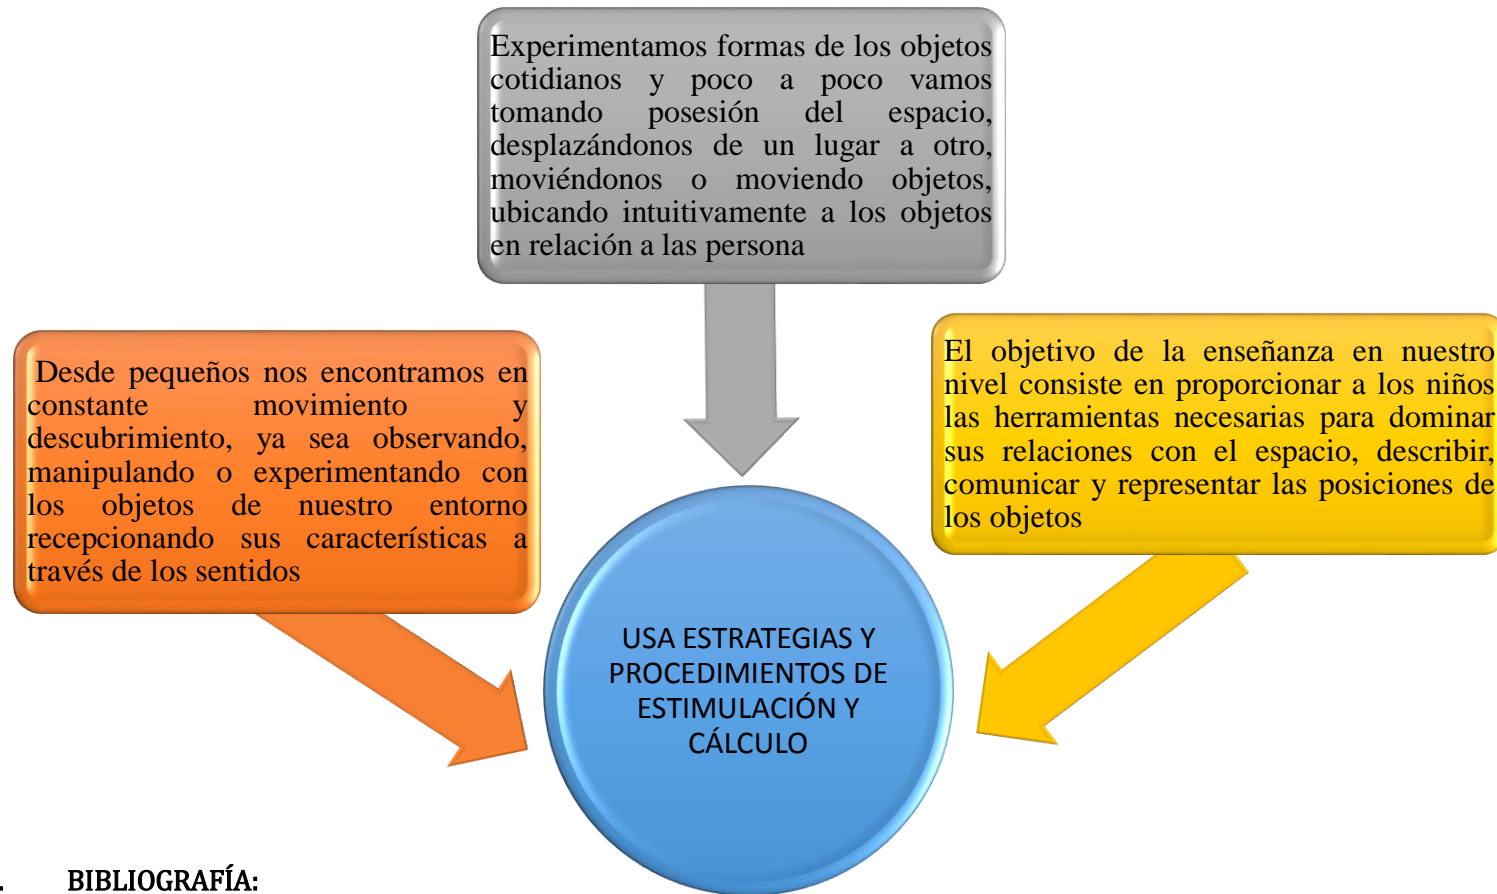 Experimentamos formas de los objetos
cotidianos y poco a poco vamos
tomando posesión del espacio,
desplazándonos de un lugar a otro,
moviéndonos o moviendo objetos,
ubicando intuitivamente a los objetos
en relación a las persona
Desde pequeños nos encontramos en
constante movimiento y
descubrimiento, ya sea observando,
manipulando o experimentando con
los objetos de nuestro entorno
recepcionando sus características a
través de los sentidos
El objetivo de la enseñanza en nuestro
nivel consiste en proporcionar a los niños
las herramientas necesarias para dominar
sus relaciones con el espacio, describir,
comunicar y representar las posiciones de
los objetos
USA ESTRATEGIAS Y
PROCEDIMIENTOS DE
ESTIMULACIÓN Y
CÁLCULO
. BIBLIOGRAFÍA: